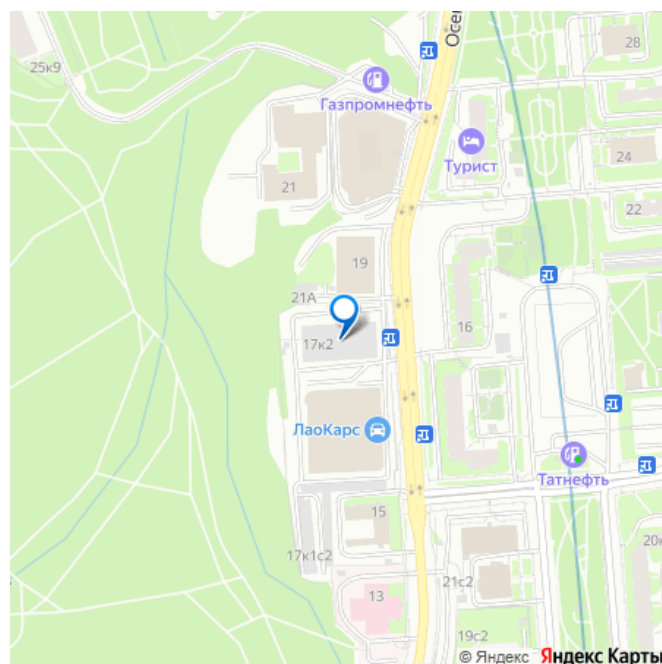 Осен
28
25к9
Газпромнефть
Турист
24
21
22
19
21А
16
17к2
ЛаоКарс
Татнефть
15
20к
17к1с2
21с2
13
19с2
© Яндекс Яндекс Карты